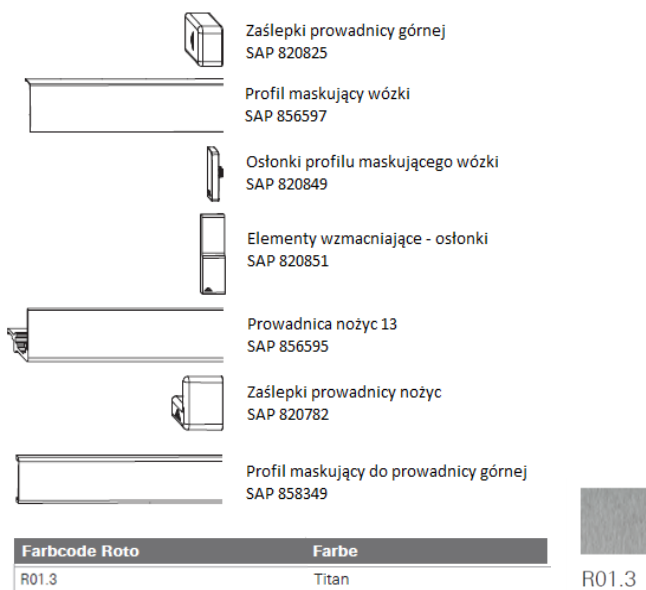 Zaślepki prowadnicy górnej
SAP 820825
Profil maskujący wózki
SAP 856597
Osłonki profilu maskującego wózki
SAP 820849
Elementy wzmacniające - osłonki
SAP 820851
Prowadnica nożyc 13
SAP 856595
Zaślepki prowadnicy nożyc
SAP 820782
Profil maskujący do prowadnicy górnej
SAP 858349
Farbcode Roto Farbe
R01.3 Titan
R01.3